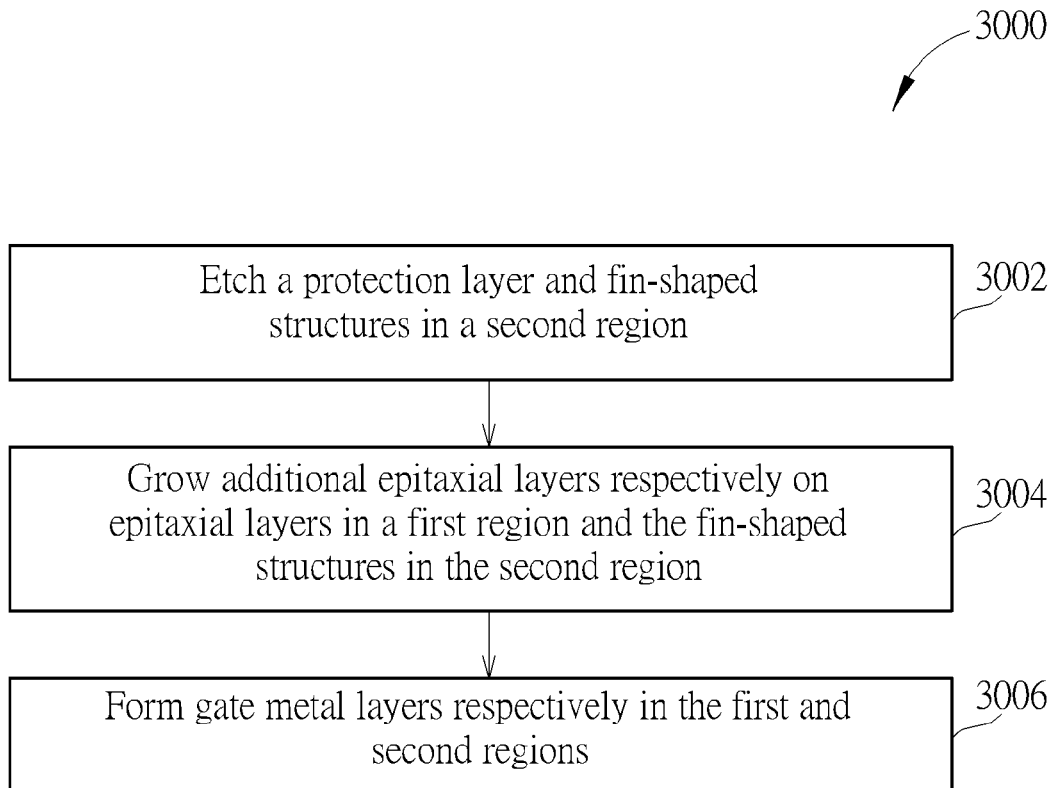 3000
Etch a protection layer and fin-shaped
structures in a second region
3002
Grow additional epitaxial layers respectively on
epitaxial layers in a first region and the fin-shaped
structures in the second region
3004
Form gate metal layers respectively in the first and
second regions
3006